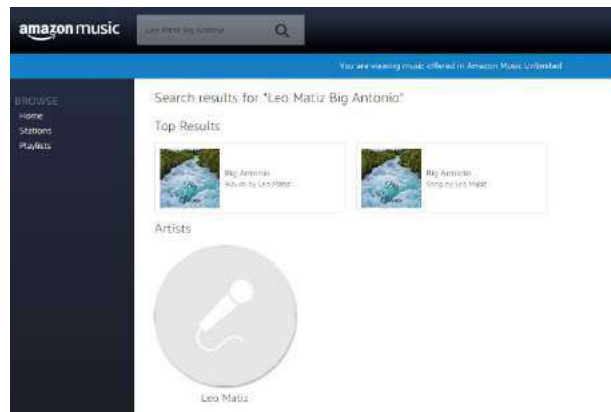 amazon music
Leo Matiz Big Antonio
You are viewing music offered in Amazon Music Unlimited
BROWSE
Home
Stations
Playlists
Search results for "Leo Matiz Big Antonio"
Top Results
Big Antonio
Album by Leo Matiz
Big Antonio
Song by Leo Matiz
Artists
Leo Matiz